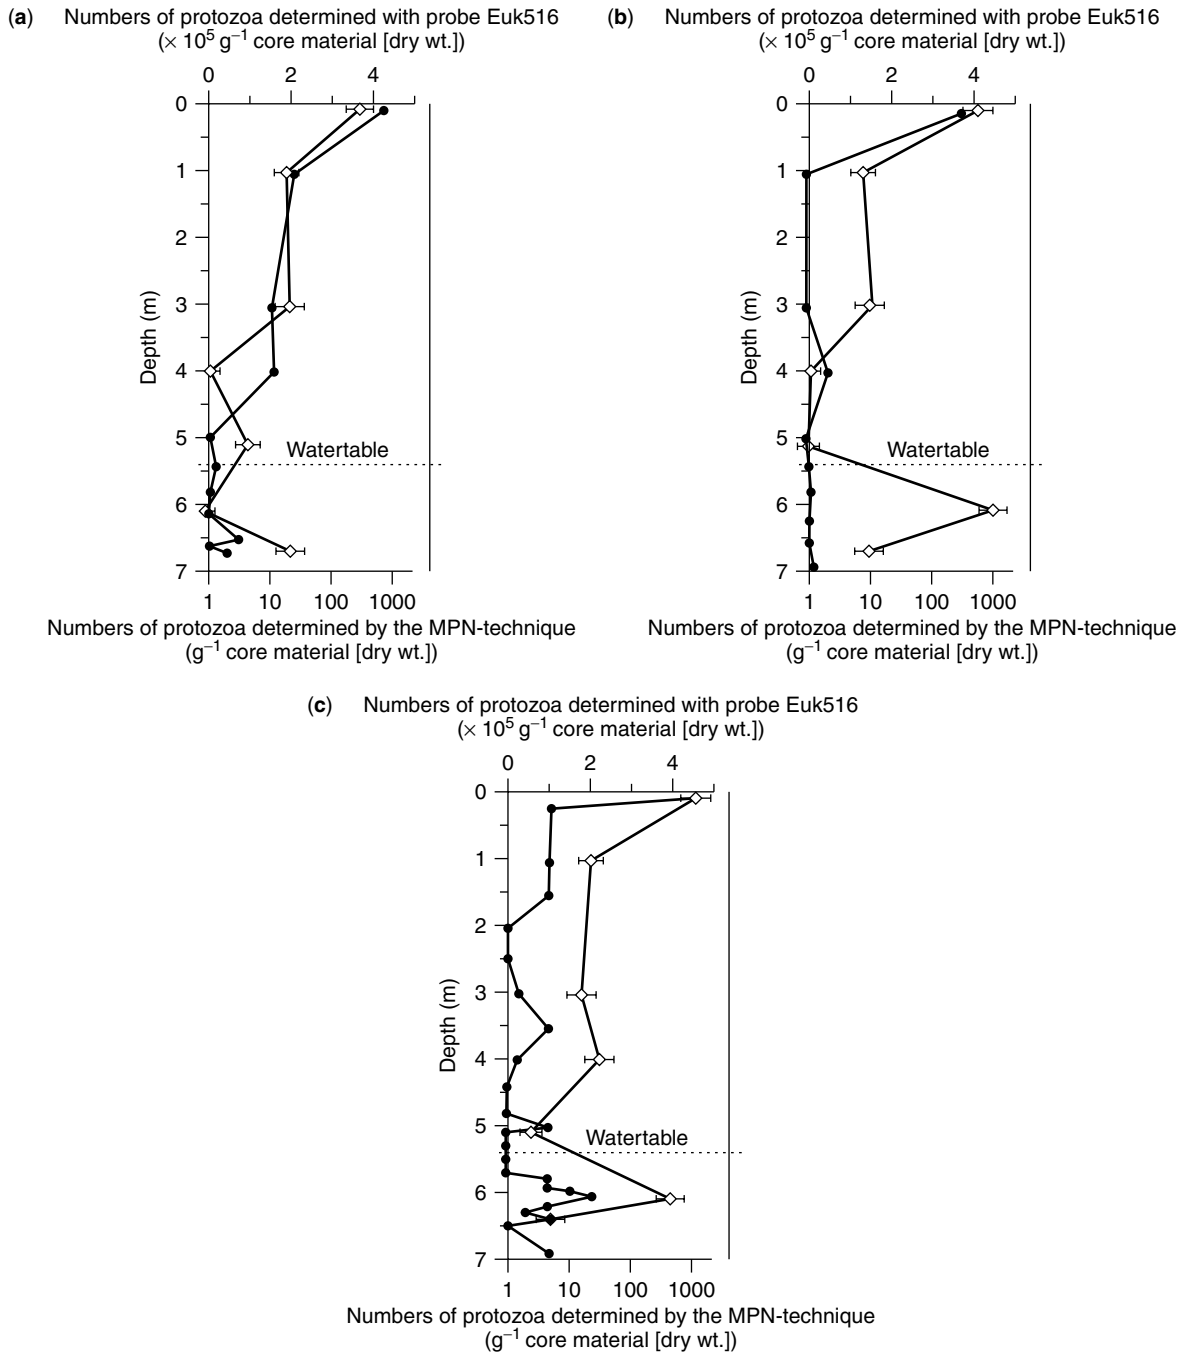 (a) Numbers of protozoa determined with probe Euk516
(× 10⁵ g⁻¹ core material [dry wt.])
0 2 4
0
1
2
3
4
5
6
7
Depth (m)
Watertable
1 10 100 1000
Numbers of protozoa determined by the MPN-technique
(g⁻¹ core material [dry wt.])
(b) Numbers of protozoa determined with probe Euk516
(× 10⁵ g⁻¹ core material [dry wt.])
0 2 4
0
1
2
3
4
5
6
7
Depth (m)
Watertable
1 10 100 1000
Numbers of protozoa determined by the MPN-technique
(g⁻¹ core material [dry wt.])
(c) Numbers of protozoa determined with probe Euk516
(× 10⁵ g⁻¹ core material [dry wt.])
0 2 4
0
1
2
3
4
5
6
7
Depth (m)
Watertable
1 10 100 1000
Numbers of protozoa determined by the MPN-technique
(g⁻¹ core material [dry wt.])